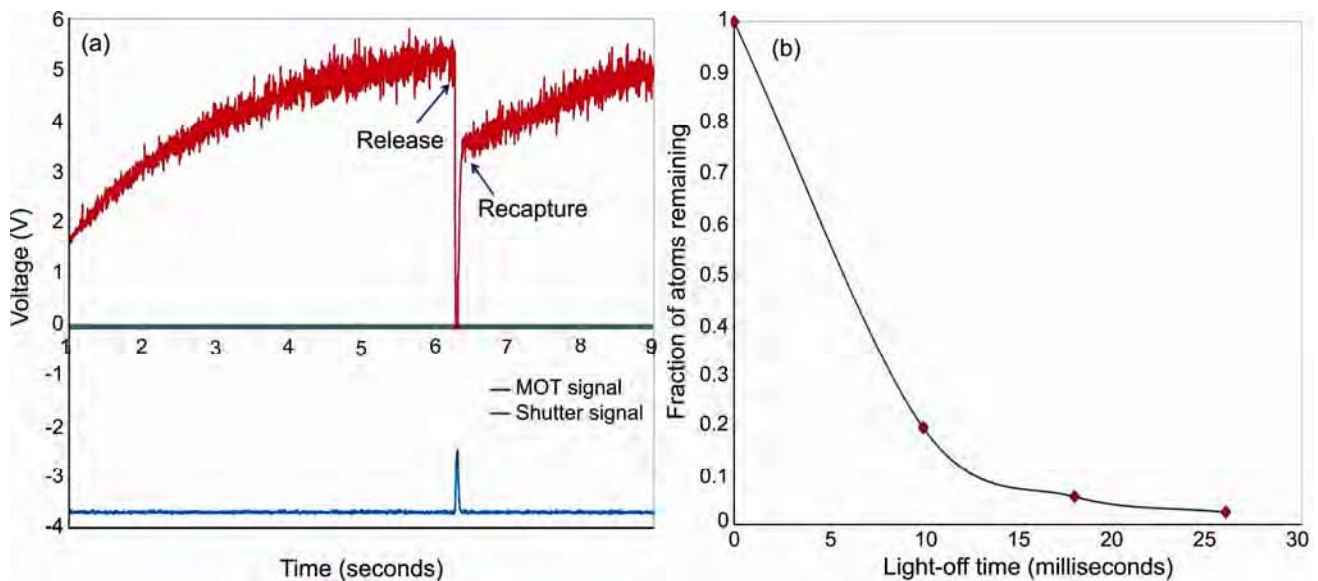 (a)
6
5
4
3
2
1
0
-1
-2
-3
-4
Voltage (V)
1 2 3 4 5 6 7 8 9
Time (seconds)
Release
Recapture
MOT signal
Shutter signal
(b)
1
0.9
0.8
0.7
0.6
0.5
0.4
0.3
0.2
0.1
0
Fraction of atoms remaining
0 5 10 15 20 25 30
Light-off time (milliseconds)